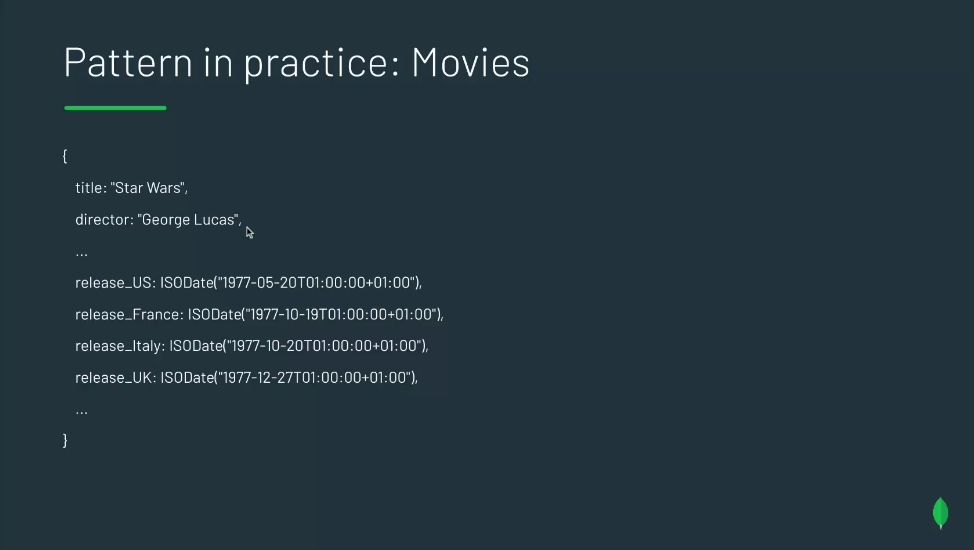 Pattern in practice: Movies
{
title: "Star Wars",
director: "George Lucas",
...
release_US: ISODate("1977-05-20T01:00:00+01:00"),
release_France: ISODate("1977-10-19T01:00:00+01:00"),
release_Italy: ISODate("1977-10-20T01:00:00+01:00"),
release_UK: ISODate("1977-12-27T01:00:00+01:00"),
...
}